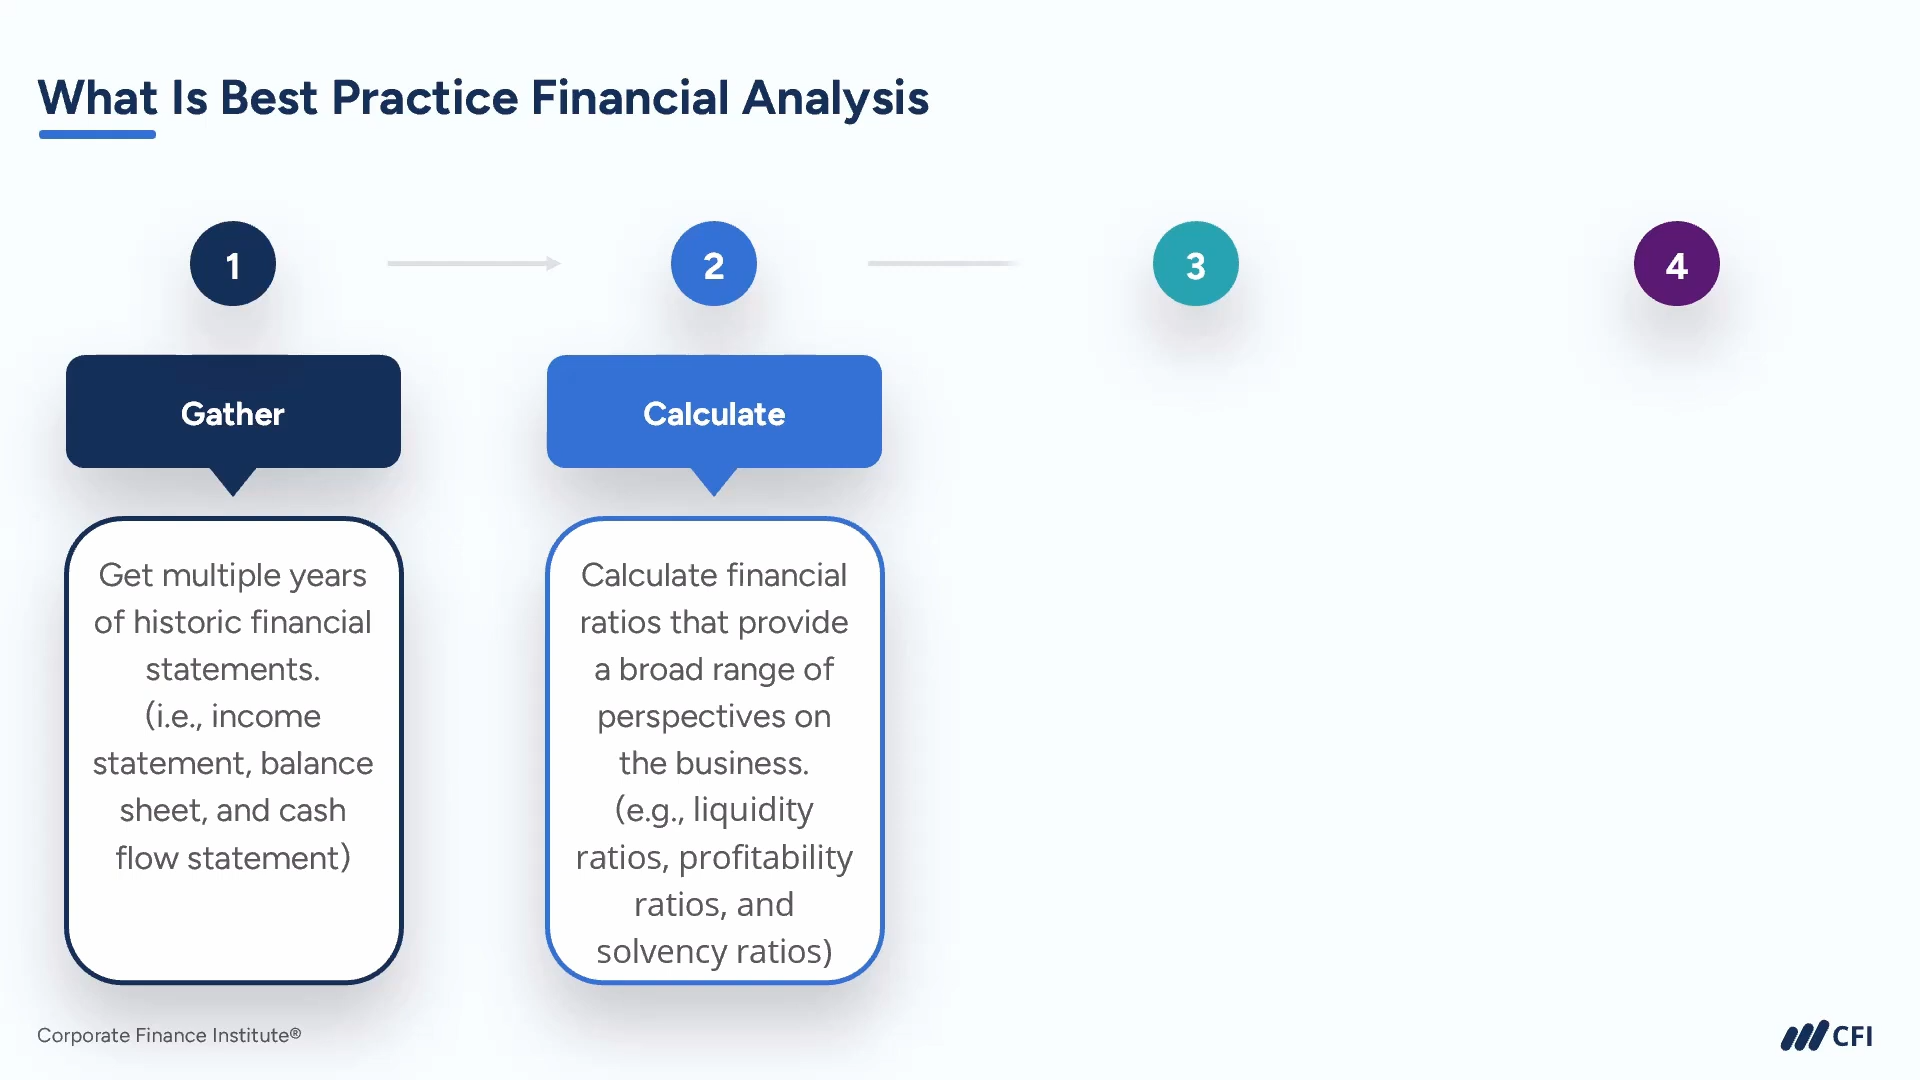 What Is Best Practice Financial Analysis
1
2
3
4
Gather
Calculate
Get multiple years
of historic financial
statements.
(i.e., income
statement, balance
sheet, and cash
flow statement)
Calculate financial
ratios that provide
a broad range of
perspectives on
the business.
(e.g., liquidity
ratios, profitability
ratios, and
solvency ratios)
Corporate Finance Institute®
CFI